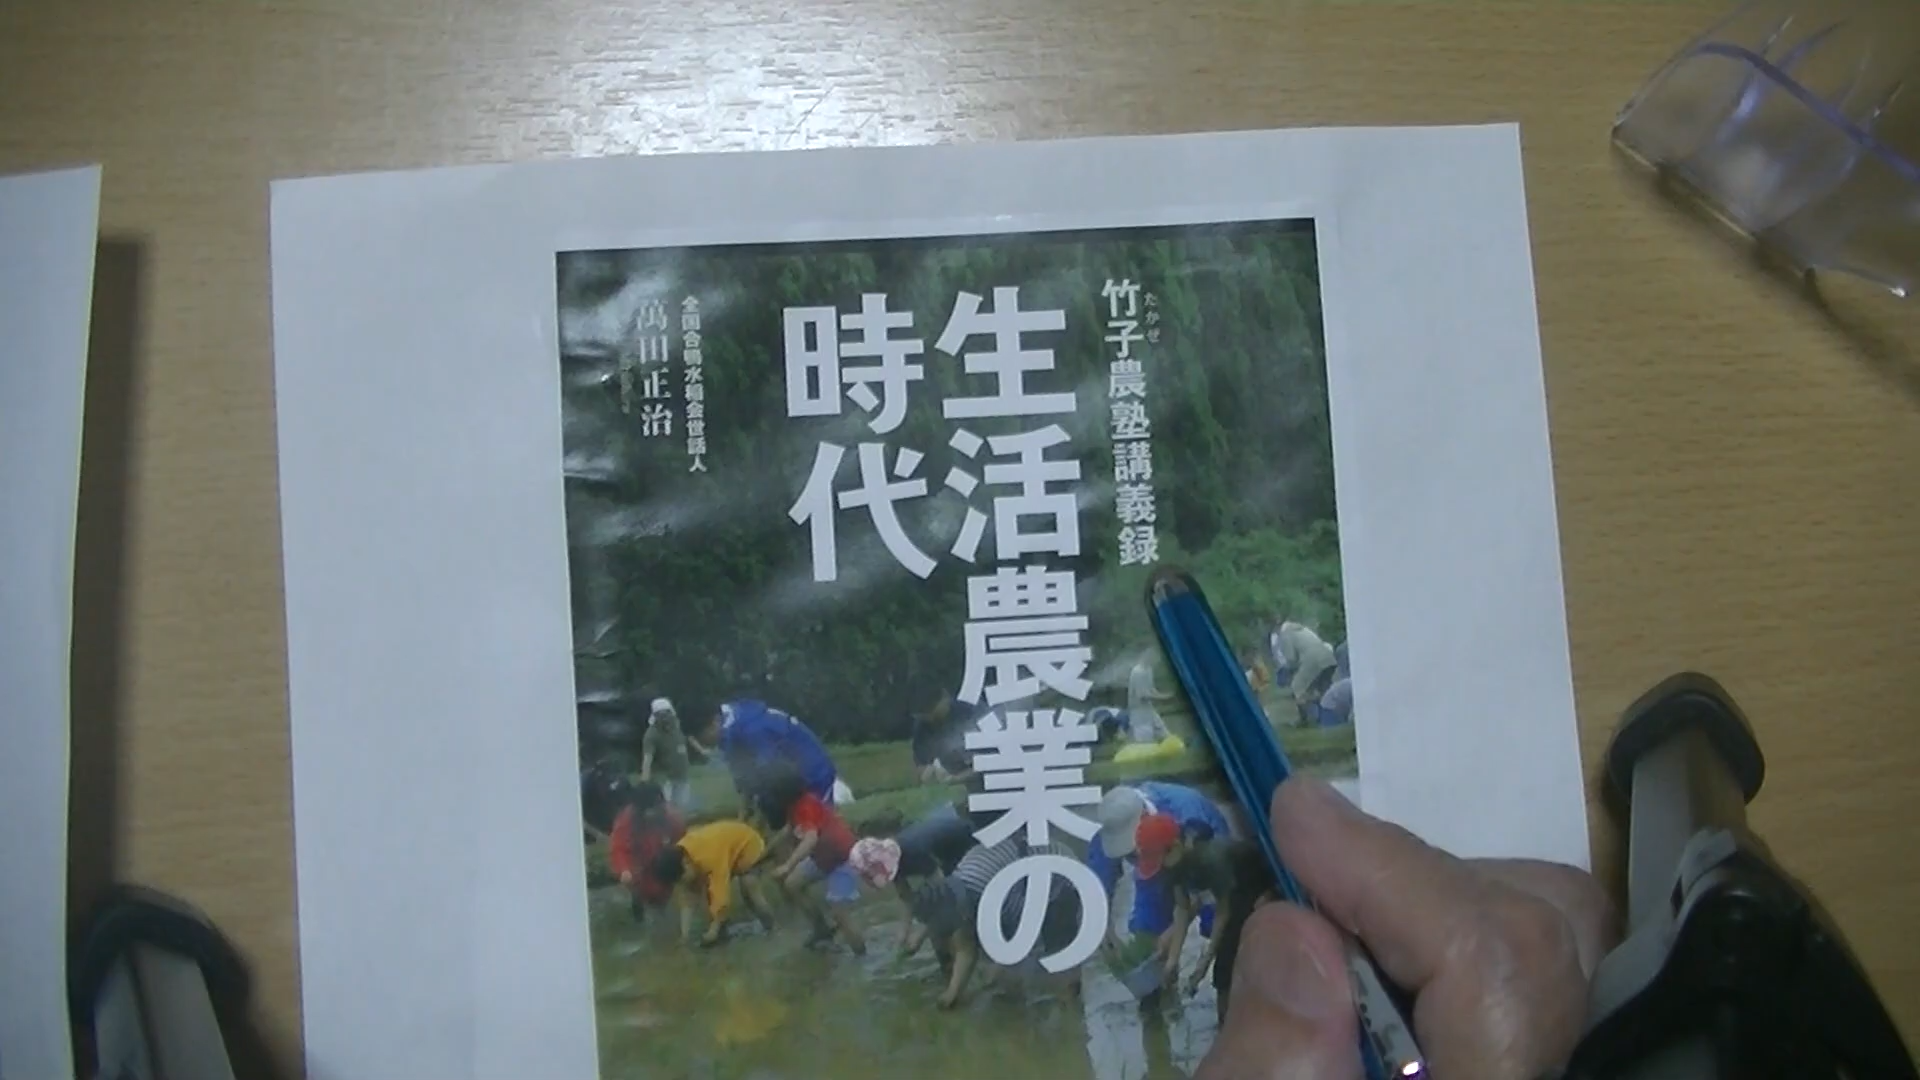 竹子農塾講義録
たかぜ
生活農業の
時代
全国合鴨水稲会世話人
萬田正治